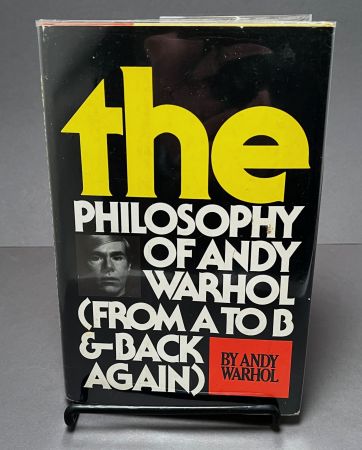 the
PHILOSOPHY
OF ANDY
WARHOL
(FROM A TO B
&-BACK
AGAIN)
BY ANDY
WARHOL